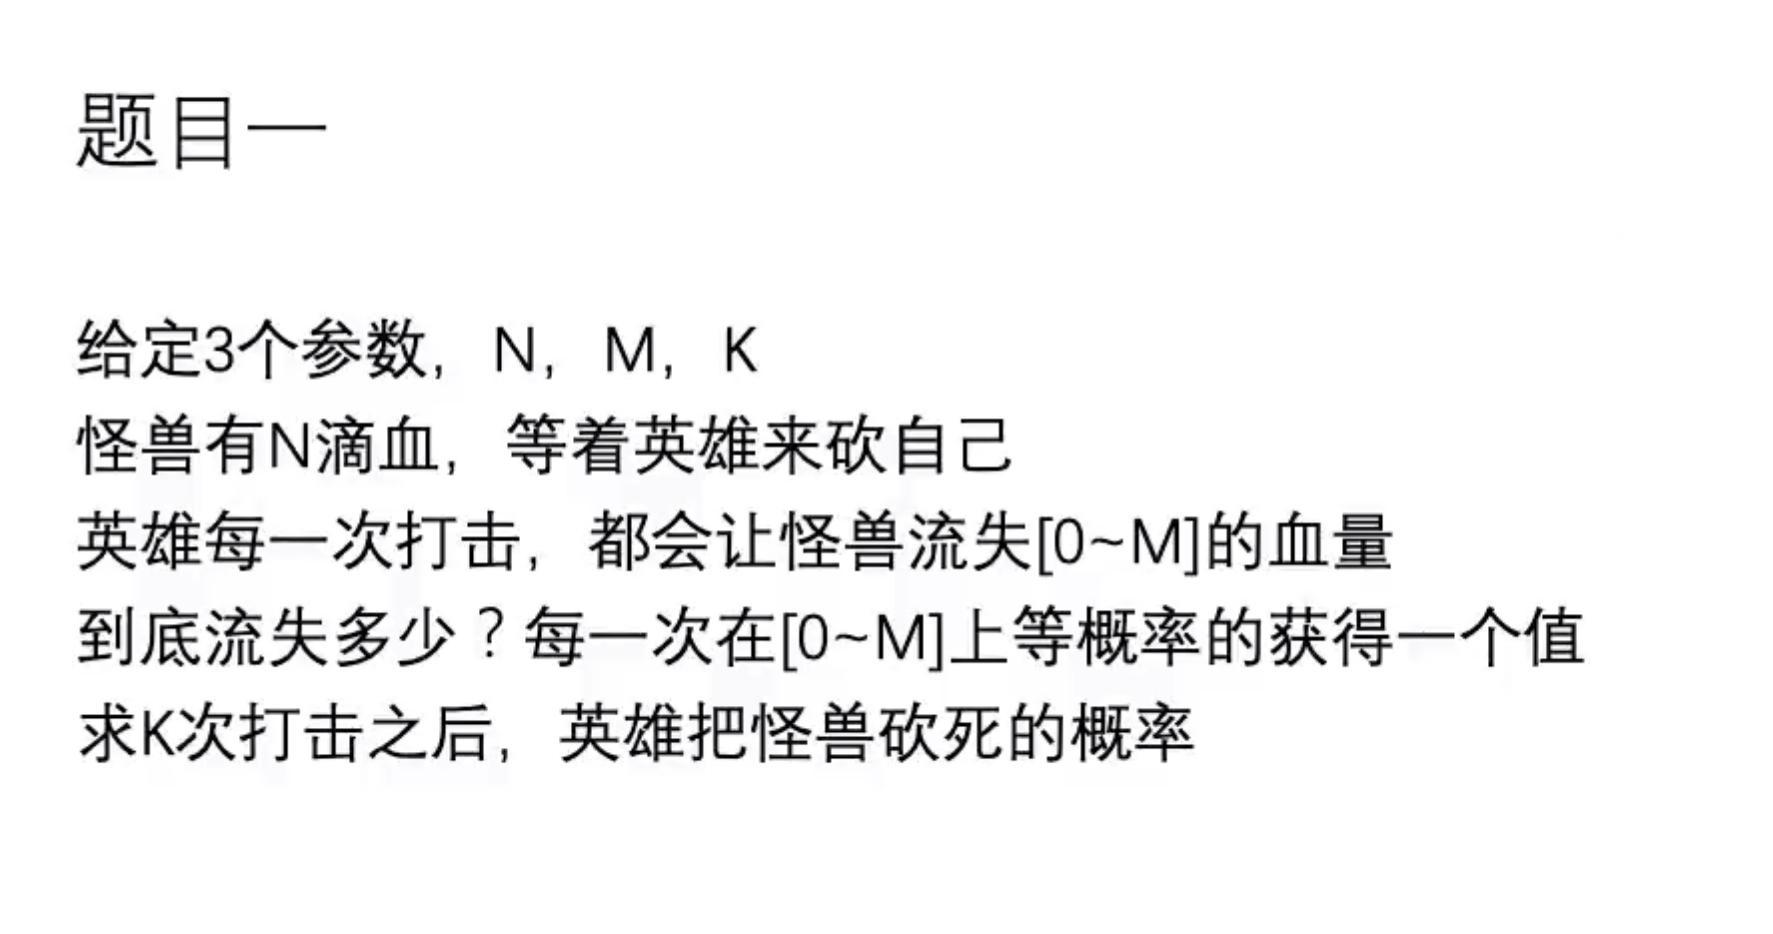 题目一
给定3个参数，N，M，K
怪兽有N滴血，等着英雄来砍自己
英雄每一次打击，都会让怪兽流失[0~M]的血量
到底流失多少？每一次在[0~M]上等概率的获得一个值
求K次打击之后，英雄把怪兽砍死的概率